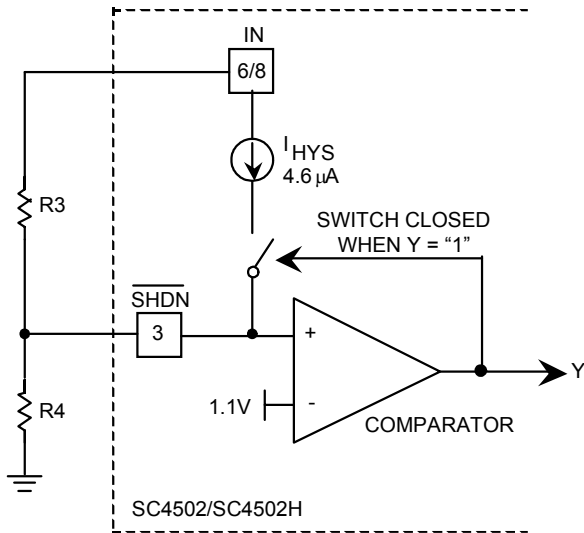 IN
6/8
I HYS
4.6 µA
R3
SWITCH CLOSED
WHEN Y = “1”
SHDN
3
+
Y
R4
1.1V
-
COMPARATOR
SC4502/SC4502H